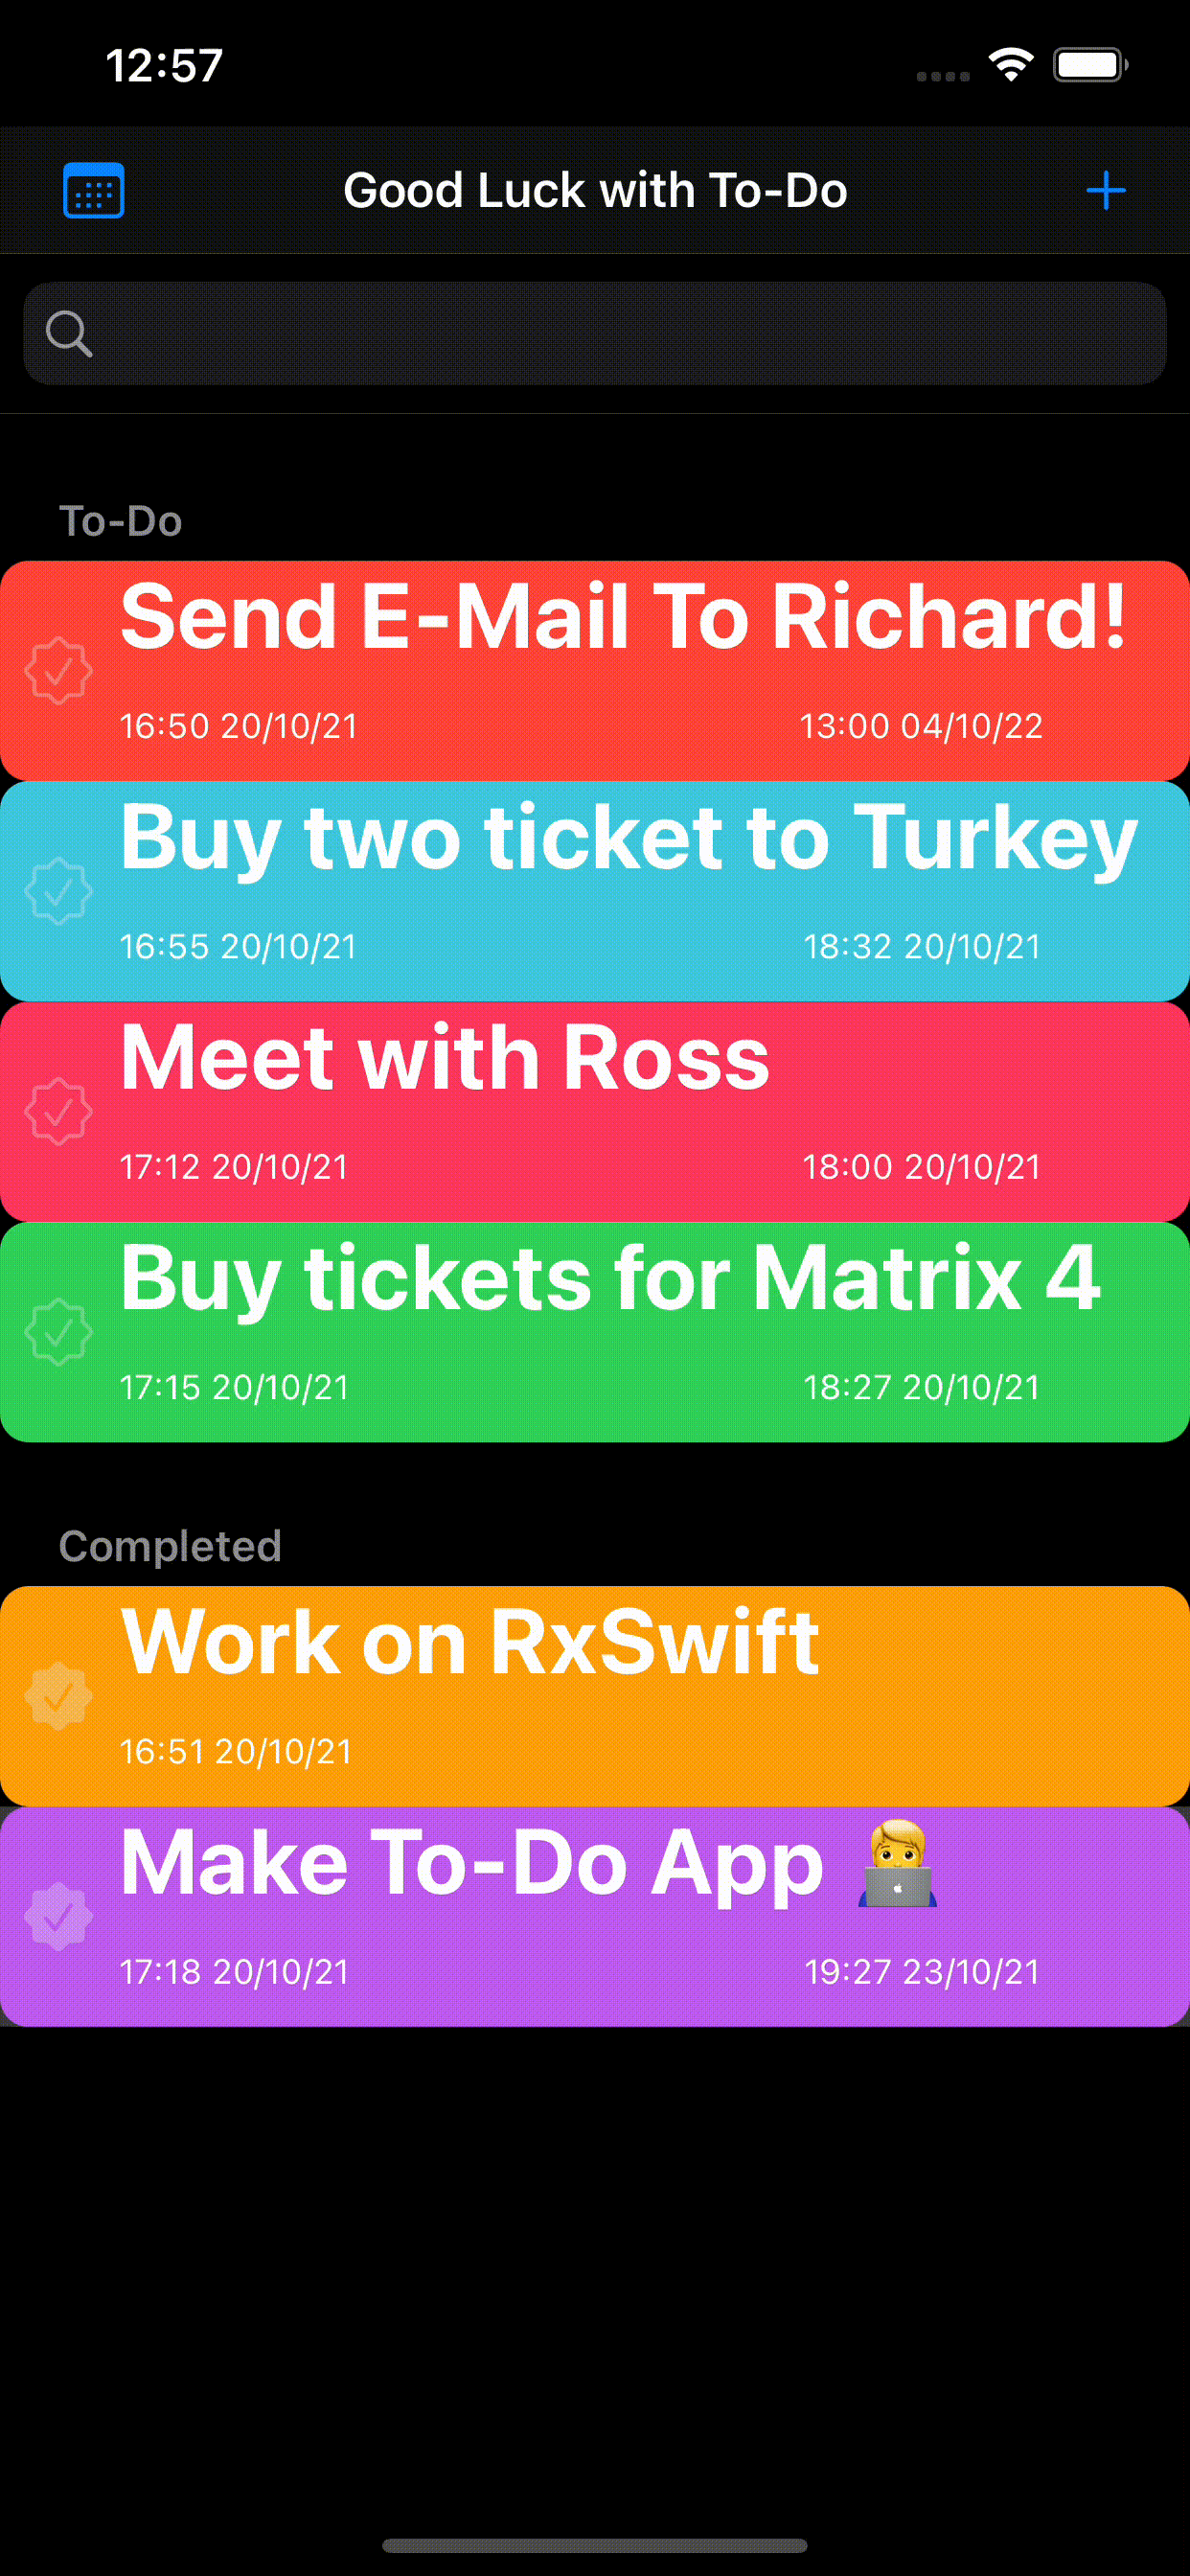 12:57
Good Luck with To-Do
To-Do
Send E-Mail To Richard!
16:50 20/10/21 13:00 04/10/22
Buy two ticket to Turkey
16:55 20/10/21 18:32 20/10/21
Meet with Ross
17:12 20/10/21 18:00 20/10/21
Buy tickets for Matrix 4
17:15 20/10/21 18:27 20/10/21
Completed
Work on RxSwift
16:51 20/10/21
Make To-Do App 👨‍💻
17:18 20/10/21 19:27 23/10/21